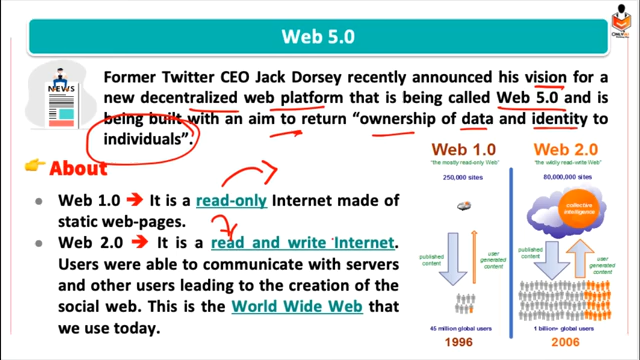 Web 5.0
NEWS
Former Twitter CEO Jack Dorsey recently announced his vision for
a new decentralized web platform that is being called Web 5.0 and is
being built with an aim to return “ownership of data and identity to
individuals”.
About
Web 1.0 → It is a read-only Internet made of
static web-pages.
Web 2.0 → It is a read and write Internet.
Users were able to communicate with servers
and other users leading to the creation of the
social web. This is the World Wide Web that
we use today.
Web 1.0
"the mostly read-only Web"
250,000 sites
published
content
user
generated
content
45 million global users
1996
Web 2.0
"the wildly read-write Web"
80,000,000 sites
collective
intelligence
published
content
user
generated
content
1 billion+ global users
2006